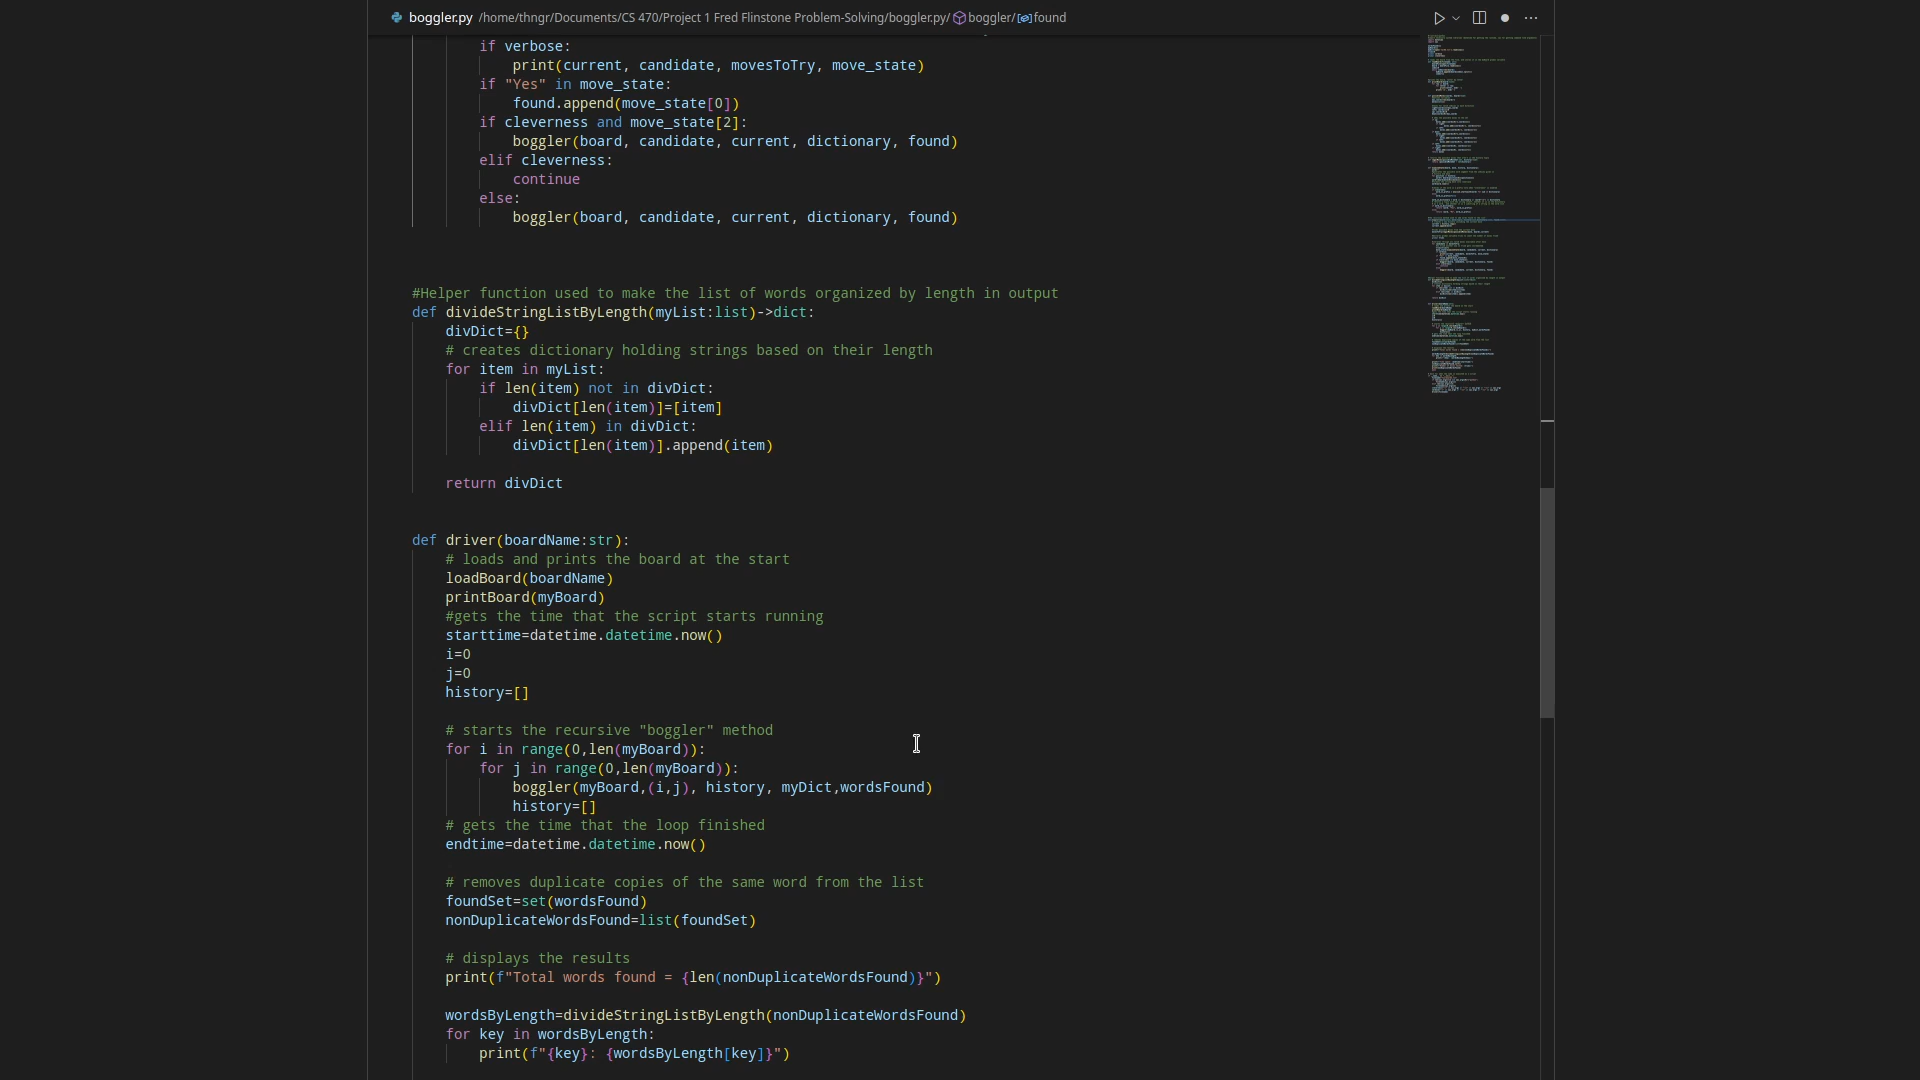 boggler.py /home/thngr/Documents/CS 470/Project 1 Fred Flinstone Problem-Solving/boggler.py/ boggler/ found
if verbose:
print(current, candidate, movesToTry, move_state)
if "Yes" in move_state:
found.append(move_state[0])
if cleverness and move_state[2]:
boggler(board, candidate, current, dictionary, found)
elif cleverness:
continue
else:
boggler(board, candidate, current, dictionary, found)
#Helper function used to make the list of words organized by length in output
def divideStringListByLength(myList:list)->dict:
divDict={}
# creates dictionary holding strings based on their length
for item in myList:
if len(item) not in divDict:
divDict[len(item)]=[item]
elif len(item) in divDict:
divDict[len(item)].append(item)
return divDict
def driver(boardName:str):
# loads and prints the board at the start
loadBoard(boardName)
printBoard(myBoard)
#gets the time that the script starts running
starttime=datetime.datetime.now()
i=0
j=0
history=[]
# starts the recursive "boggler" method
for i in range(0,len(myBoard)):
for j in range(0,len(myBoard)):
boggler(myBoard,(i,j), history, myDict,wordsFound)
history=[]
# gets the time that the loop finished
endtime=datetime.datetime.now()
# removes duplicate copies of the same word from the list
foundSet=set(wordsFound)
nonDuplicateWordsFound=list(foundSet)
# displays the results
print(f"Total words found = {len(nonDuplicateWordsFound)}")
wordsByLength=divideStringListByLength(nonDuplicateWordsFound)
for key in wordsByLength:
print(f"{key}: {wordsByLength[key]}")